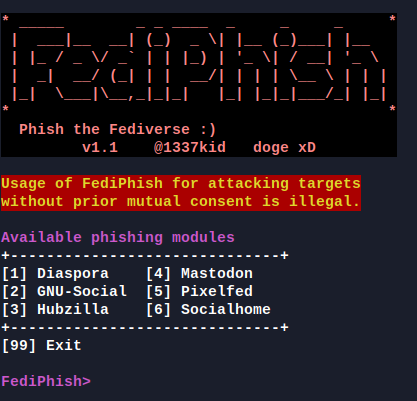 FediPhish
Phish the Fediverse :)
v1.1 @1337kid doge xD
Usage of FediPhish for attacking targets
without prior mutual consent is illegal.
Available phishing modules
+------------------------------+
[1] Diaspora [4] Mastodon
[2] GNU-Social [5] Pixelfed
[3] Hubzilla [6] Socialhome
+------------------------------+
[99] Exit
FediPhish>